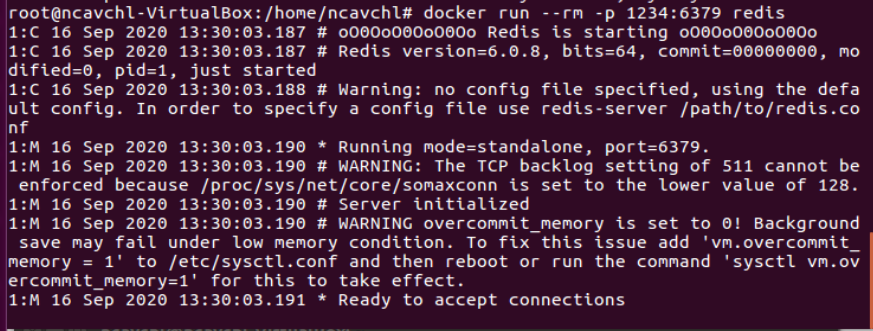 root@ncavchl-VirtualBox:/home/ncavchl# docker run --rm -p 1234:6379 redis
1:C 16 Sep 2020 13:30:03.187 # oO0OoO0OoO0Oo Redis is starting oO0OoO0OoO0Oo
1:C 16 Sep 2020 13:30:03.187 # Redis version=6.0.8, bits=64, commit=00000000, mo
dified=0, pid=1, just started
1:C 16 Sep 2020 13:30:03.188 # Warning: no config file specified, using the defa
ult config. In order to specify a config file use redis-server /path/to/redis.co
nf
1:M 16 Sep 2020 13:30:03.190 * Running mode=standalone, port=6379.
1:M 16 Sep 2020 13:30:03.190 # WARNING: The TCP backlog setting of 511 cannot be
 enforced because /proc/sys/net/core/somaxconn is set to the lower value of 128.
1:M 16 Sep 2020 13:30:03.190 # Server initialized
1:M 16 Sep 2020 13:30:03.190 # WARNING overcommit_memory is set to 0! Background
 save may fail under low memory condition. To fix this issue add 'vm.overcommit_
memory = 1' to /etc/sysctl.conf and then reboot or run the command 'sysctl vm.ov
ercommit_memory=1' for this to take effect.
1:M 16 Sep 2020 13:30:03.191 * Ready to accept connections